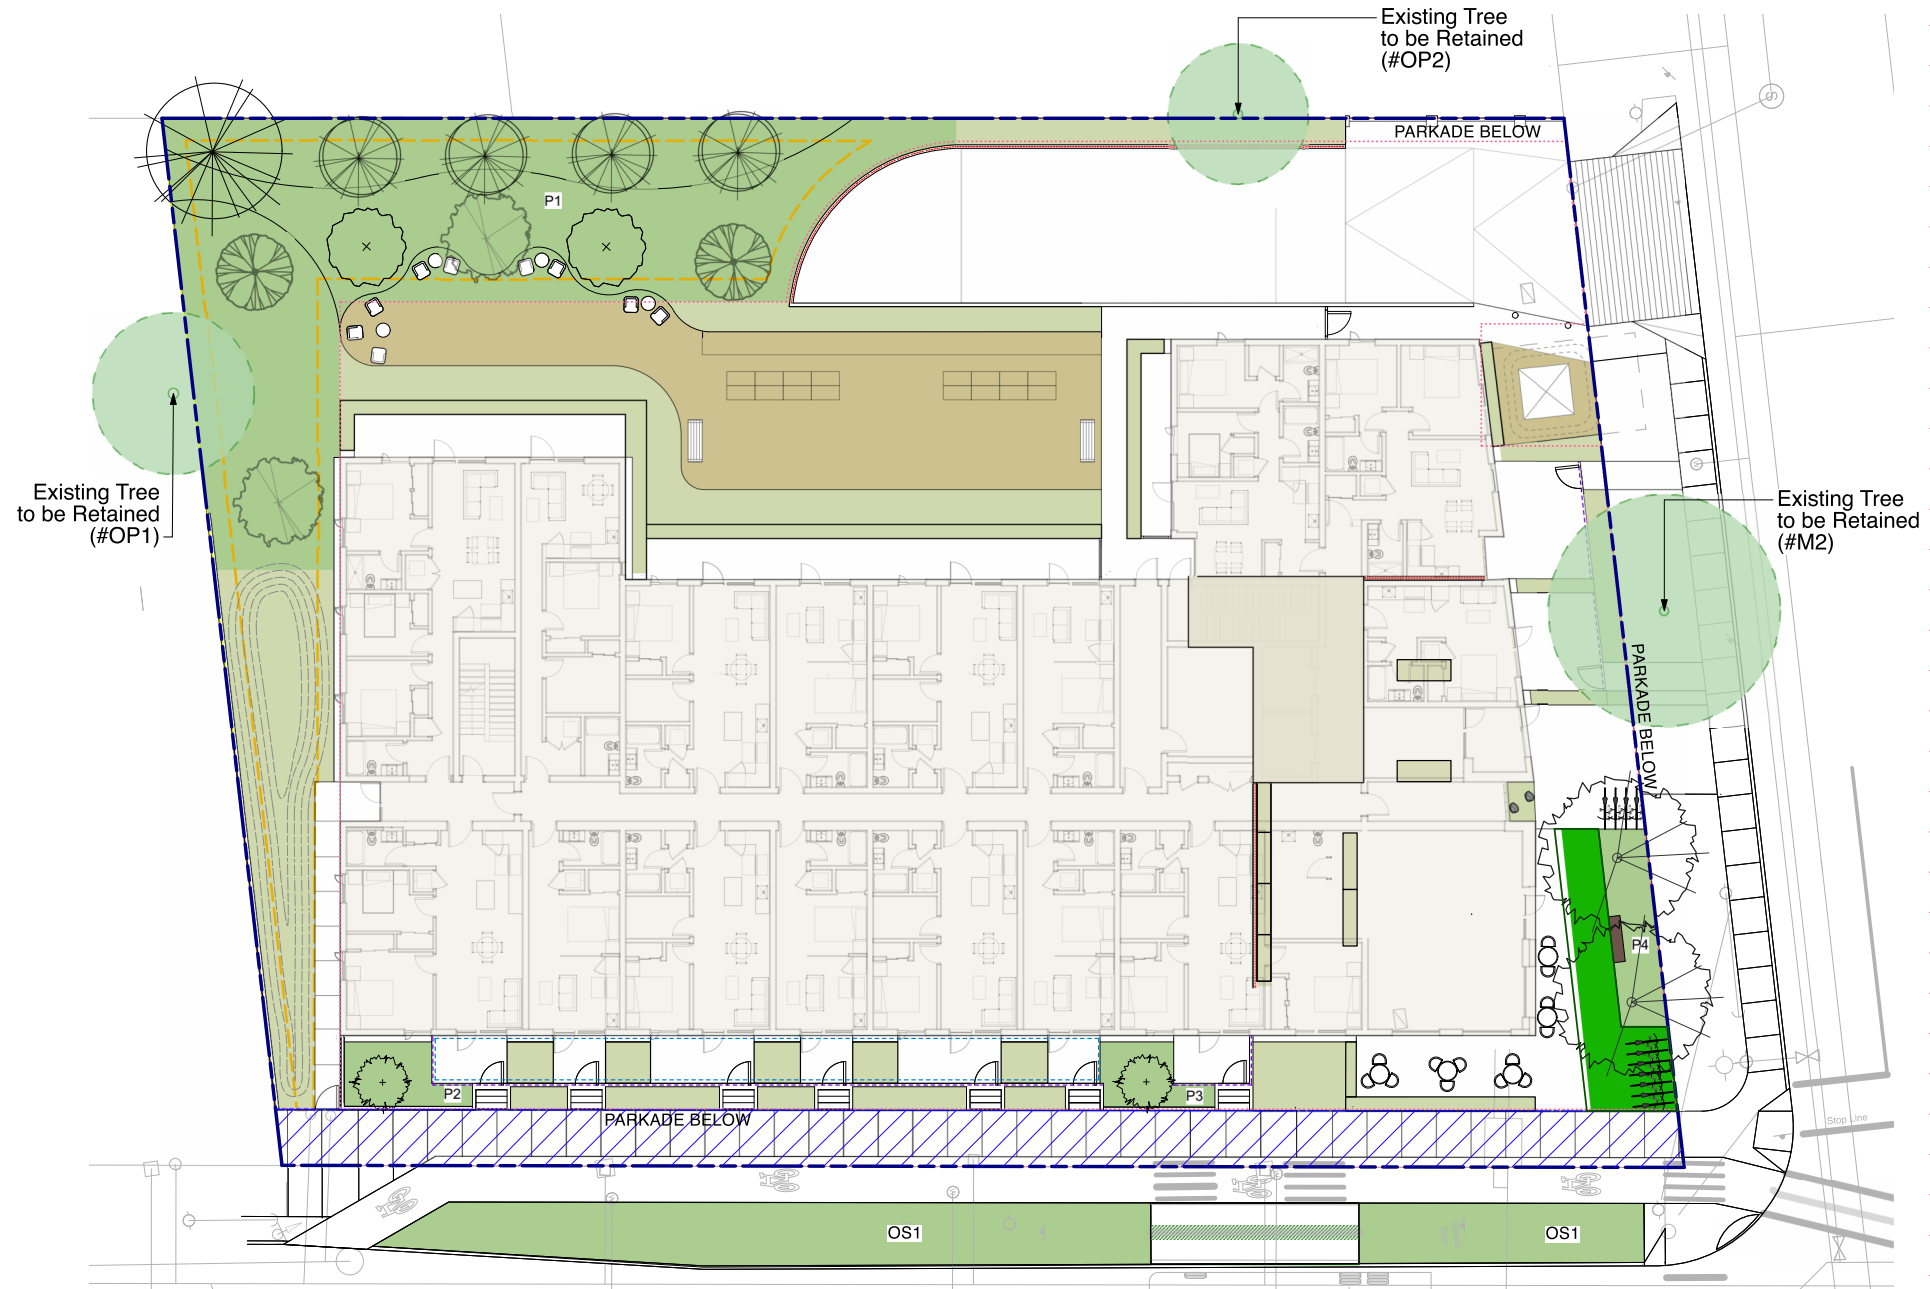 Existing Tree
to be Retained
(#OP2)
PARKADE BELOW
S
P1
Existing Tree
to be Retained
(#OP1)
Existing Tree
to be Retained
(#M2)
PARKADE BELOW
P4
P2
P3
PARKADE BELOW
Stop Line
OS1
OS1